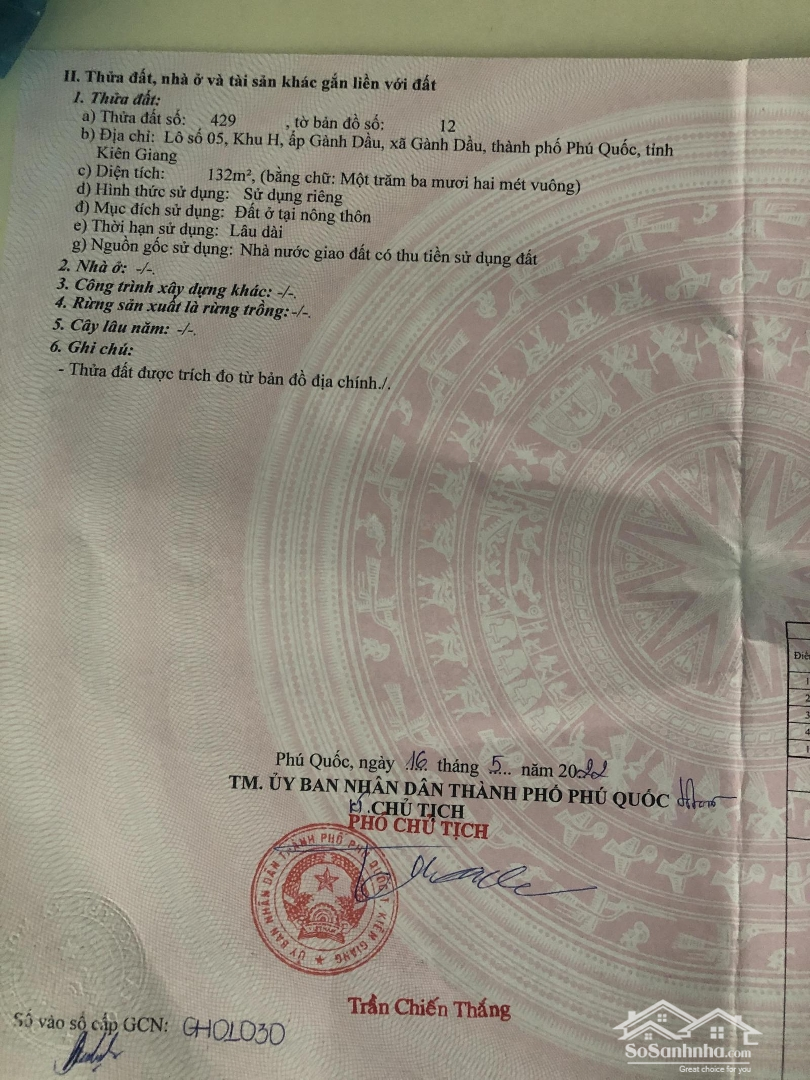 II. Thửa đất, nhà ở và tài sản khác gắn liền với đất
1. Thửa đất:
a) Thửa đất số: 429 , tờ bản đồ số: 12
b) Địa chỉ: Lô số 05, Khu H, ấp Gành Dầu, xã Gành Dầu, thành phố Phú Quốc, tỉnh
Kiên Giang
c) Diện tích: 132m², (bằng chữ: Một trăm ba mươi hai mét vuông)
d) Hình thức sử dụng: Sử dụng riêng
đ) Mục đích sử dụng: Đất ở tại nông thôn
e) Thời hạn sử dụng: Lâu dài
g) Nguồn gốc sử dụng: Nhà nước giao đất có thu tiền sử dụng đất
2. Nhà ở: -/-.
3. Công trình xây dựng khác: -/-.
4. Rừng sản xuất là rừng trồng:-/-.
5. Cây lâu năm: -/-.
6. Ghi chú:
- Thửa đất được trích đo từ bản đồ địa chính./.
Phú Quốc, ngày 16 tháng 5 năm 2022
TM. ỦY BAN NHÂN DÂN THÀNH PHỐ PHÚ QUỐC
KT.CHỦ TỊCH
PHÓ CHỦ TỊCH
ỦY BAN NHÂN DÂN THÀNH PHỐ PHÚ QUỐC T. KIÊN GIANG
Trần Chiến Thắng
Số vào sổ cấp GCN: CH01030
Điể
1
2
3
4
1
SoSanhnha.com
Great choice for you